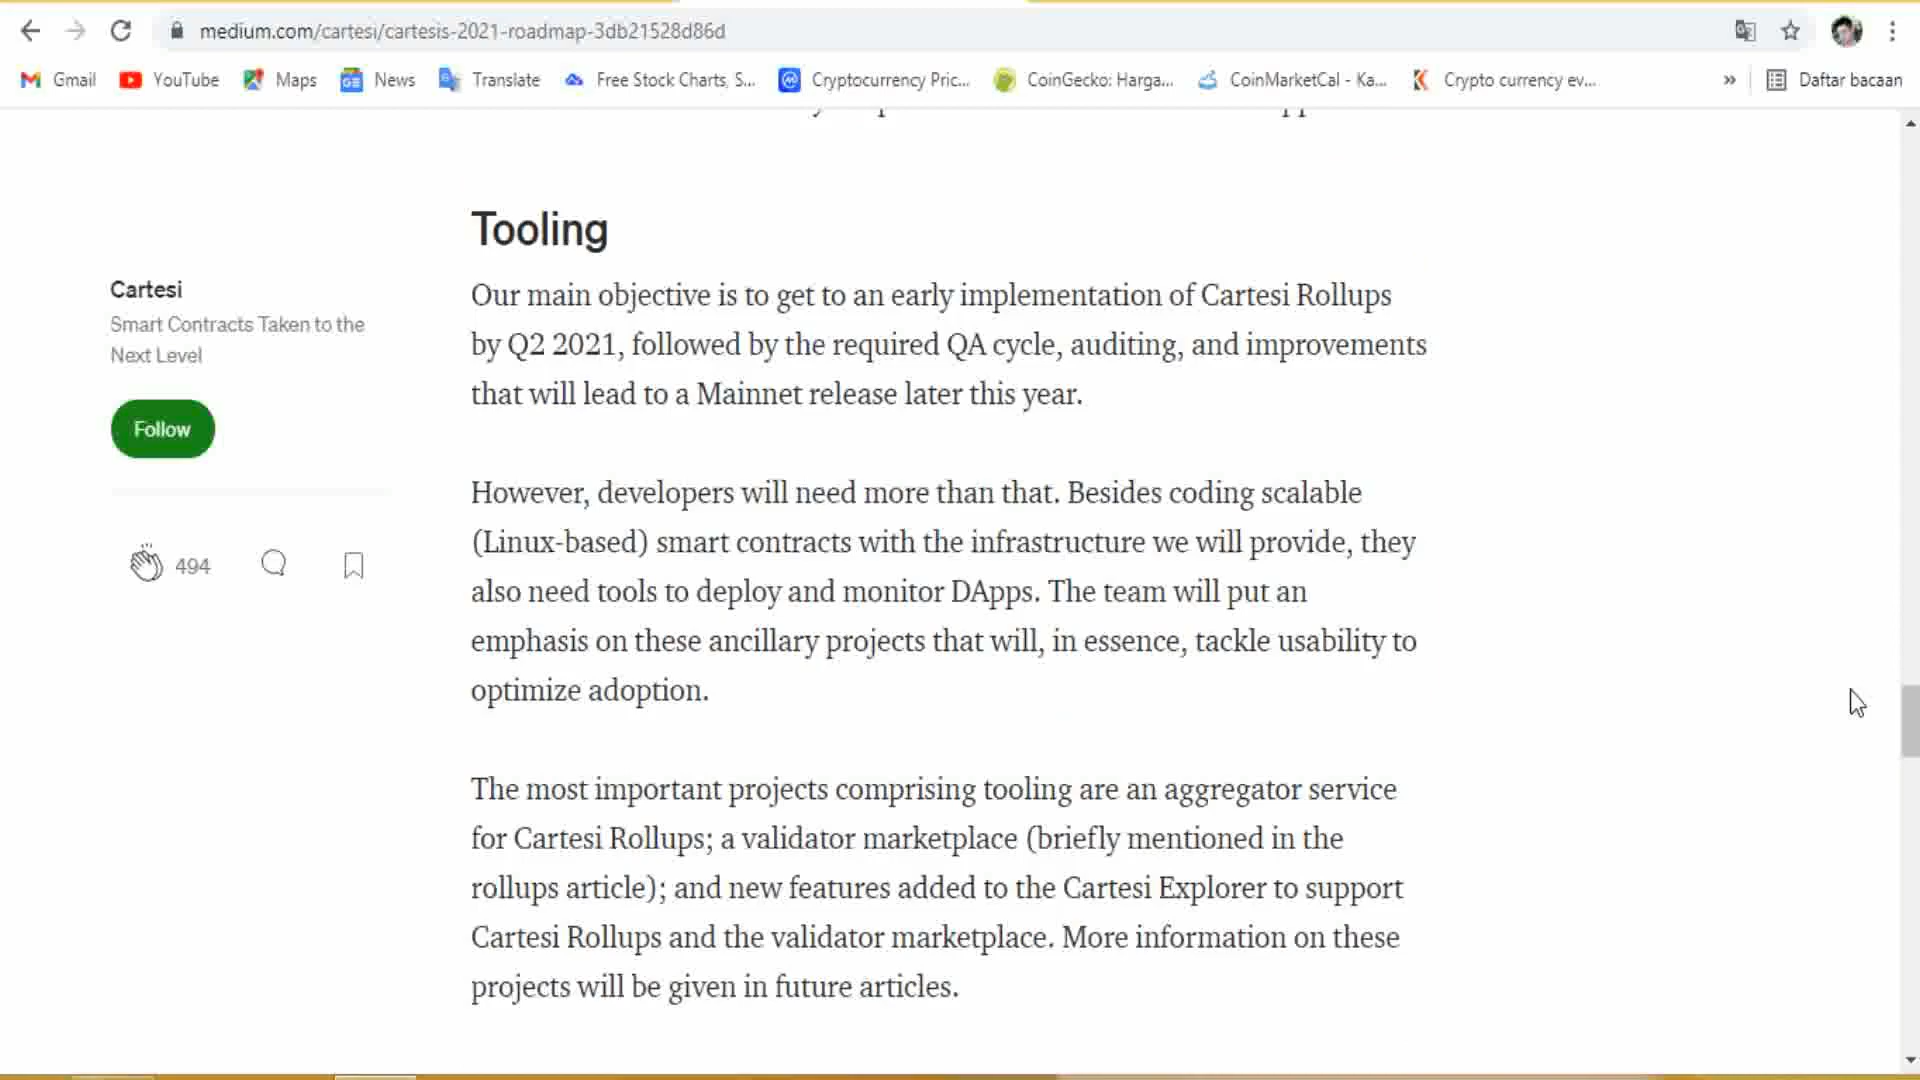 medium.com/cartesi/cartesis-2021-roadmap-3db21528d86d
Gmail YouTube Maps News Translate Free Stock Charts, S... Cryptocurrency Pric... CoinGecko: Harga... CoinMarketCal - Ka... Crypto currency ev... » Daftar bacaan
Tooling
Cartesi
Smart Contracts Taken to the
Next Level
Follow
494
Our main objective is to get to an early implementation of Cartesi Rollups
by Q2 2021, followed by the required QA cycle, auditing, and improvements
that will lead to a Mainnet release later this year.
However, developers will need more than that. Besides coding scalable
(Linux-based) smart contracts with the infrastructure we will provide, they
also need tools to deploy and monitor DApps. The team will put an
emphasis on these ancillary projects that will, in essence, tackle usability to
optimize adoption.
The most important projects comprising tooling are an aggregator service
for Cartesi Rollups; a validator marketplace (briefly mentioned in the
rollups article); and new features added to the Cartesi Explorer to support
Cartesi Rollups and the validator marketplace. More information on these
projects will be given in future articles.